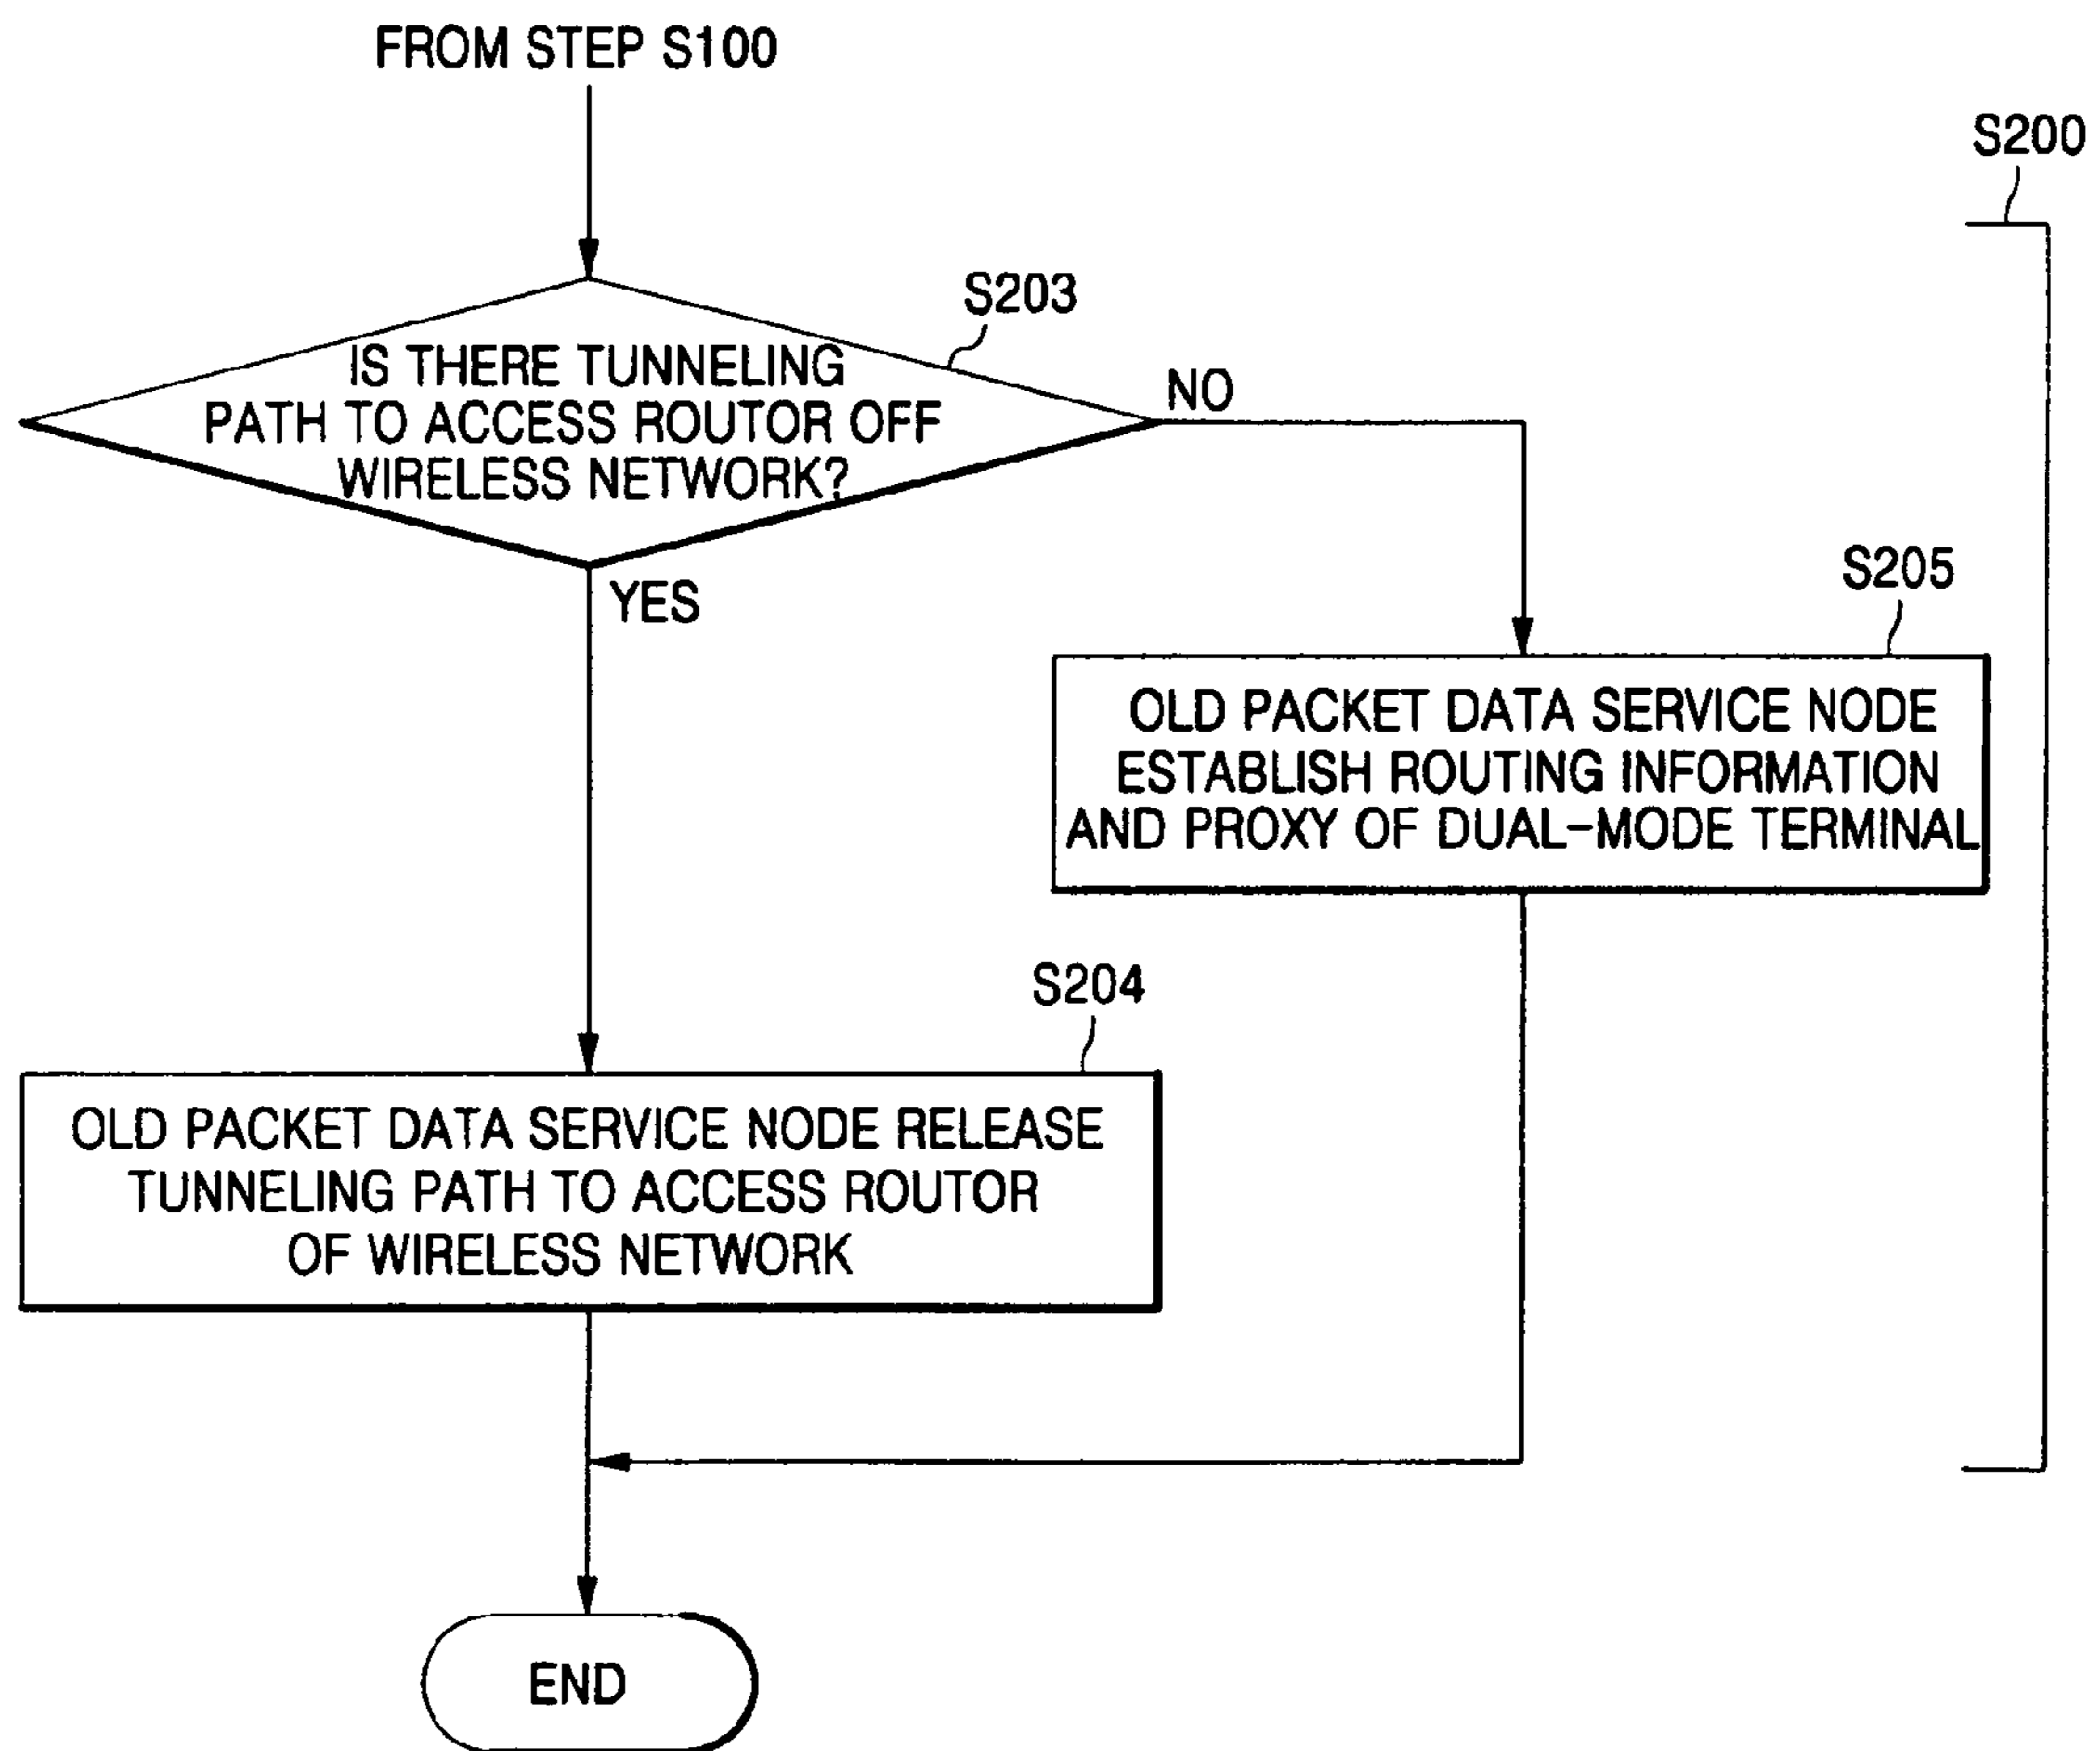 FROM STEP S100
S200
S203
IS THERE TUNNELING
PATH TO ACCESS ROUTOR OFF
WIRELESS NETWORK?
NO
YES
S205
OLD PACKET DATA SERVICE NODE
ESTABLISH ROUTING INFORMATION
AND PROXY OF DUAL-MODE TERMINAL
S204
OLD PACKET DATA SERVICE NODE RELEASE
TUNNELING PATH TO ACCESS ROUTOR
OF WIRELESS NETWORK
END